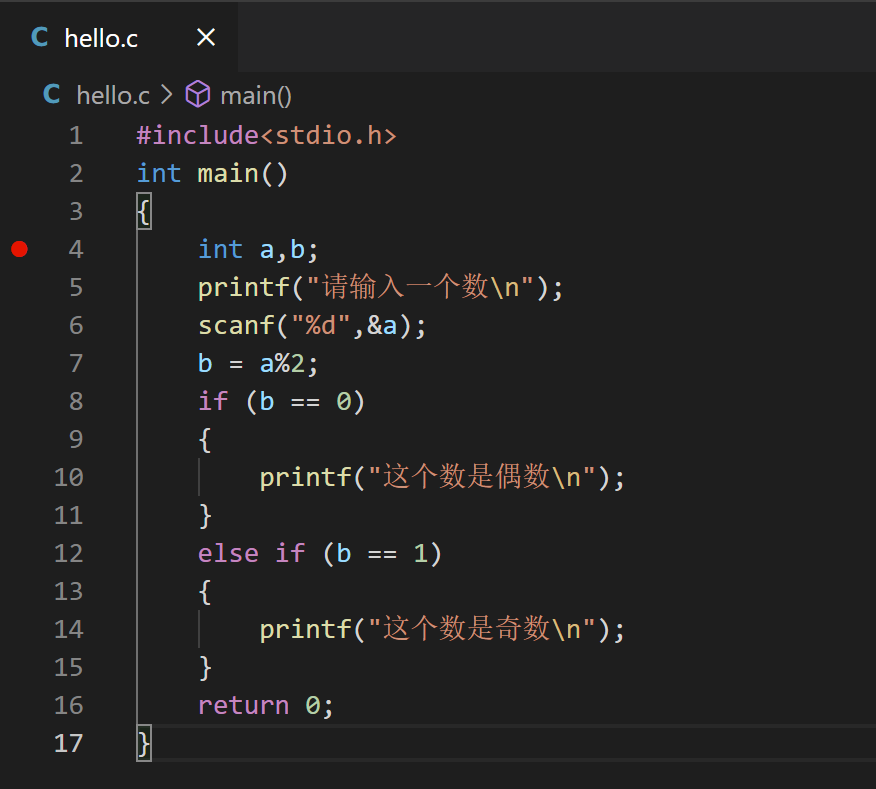 C hello.c ×
C hello.c > main()
1 #include<stdio.h>
2 int main()
3 {
4     int a,b;
5     printf("请输入一个数\n");
6     scanf("%d",&a);
7     b = a%2;
8     if (b == 0)
9     {
10         printf("这个数是偶数\n");
11     }
12     else if (b == 1)
13     {
14         printf("这个数是奇数\n");
15     }
16     return 0;
17 }